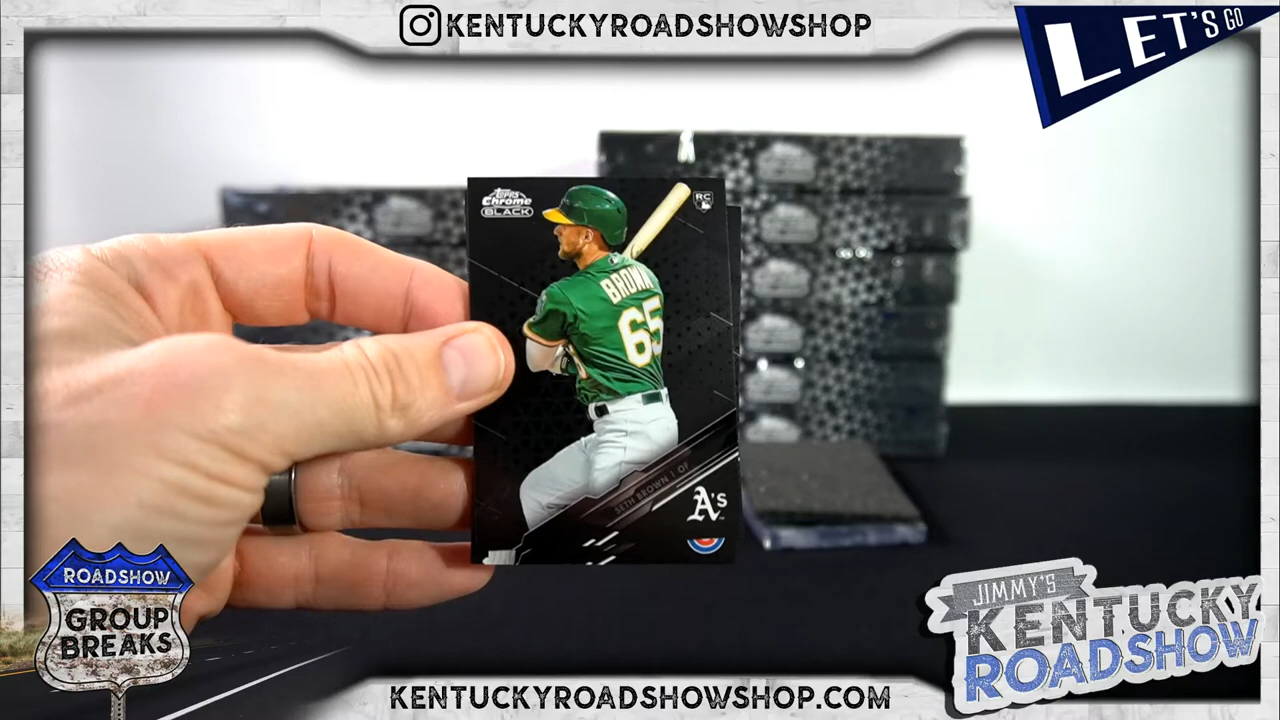 KENTUCKYROADSHOWSHOP
LET'S GO
TOPPS
Chrome
BLACK
RC
BROWN
65
SETH BROWN | OF
A's
ROADSHOW
GROUP
BREAKS
JIMMY'S
KENTUCKY
ROADSHOW
KENTUCKYROADSHOWSHOP.COM